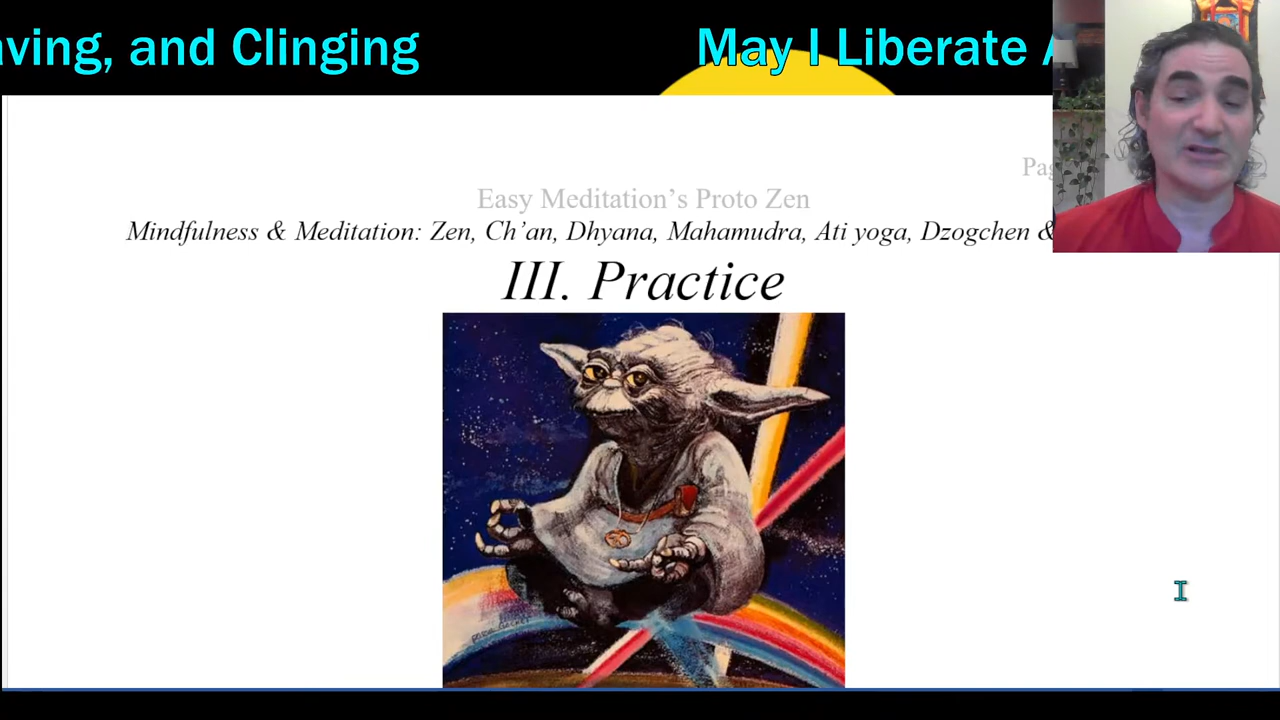 and Clinging May I Liberate
Easy Meditation’s Proto Zen
Mindfulness & Meditation: Zen, Ch’an, Dhyana, Mahamudra, Ati yoga, Dzogchen &
III. Practice